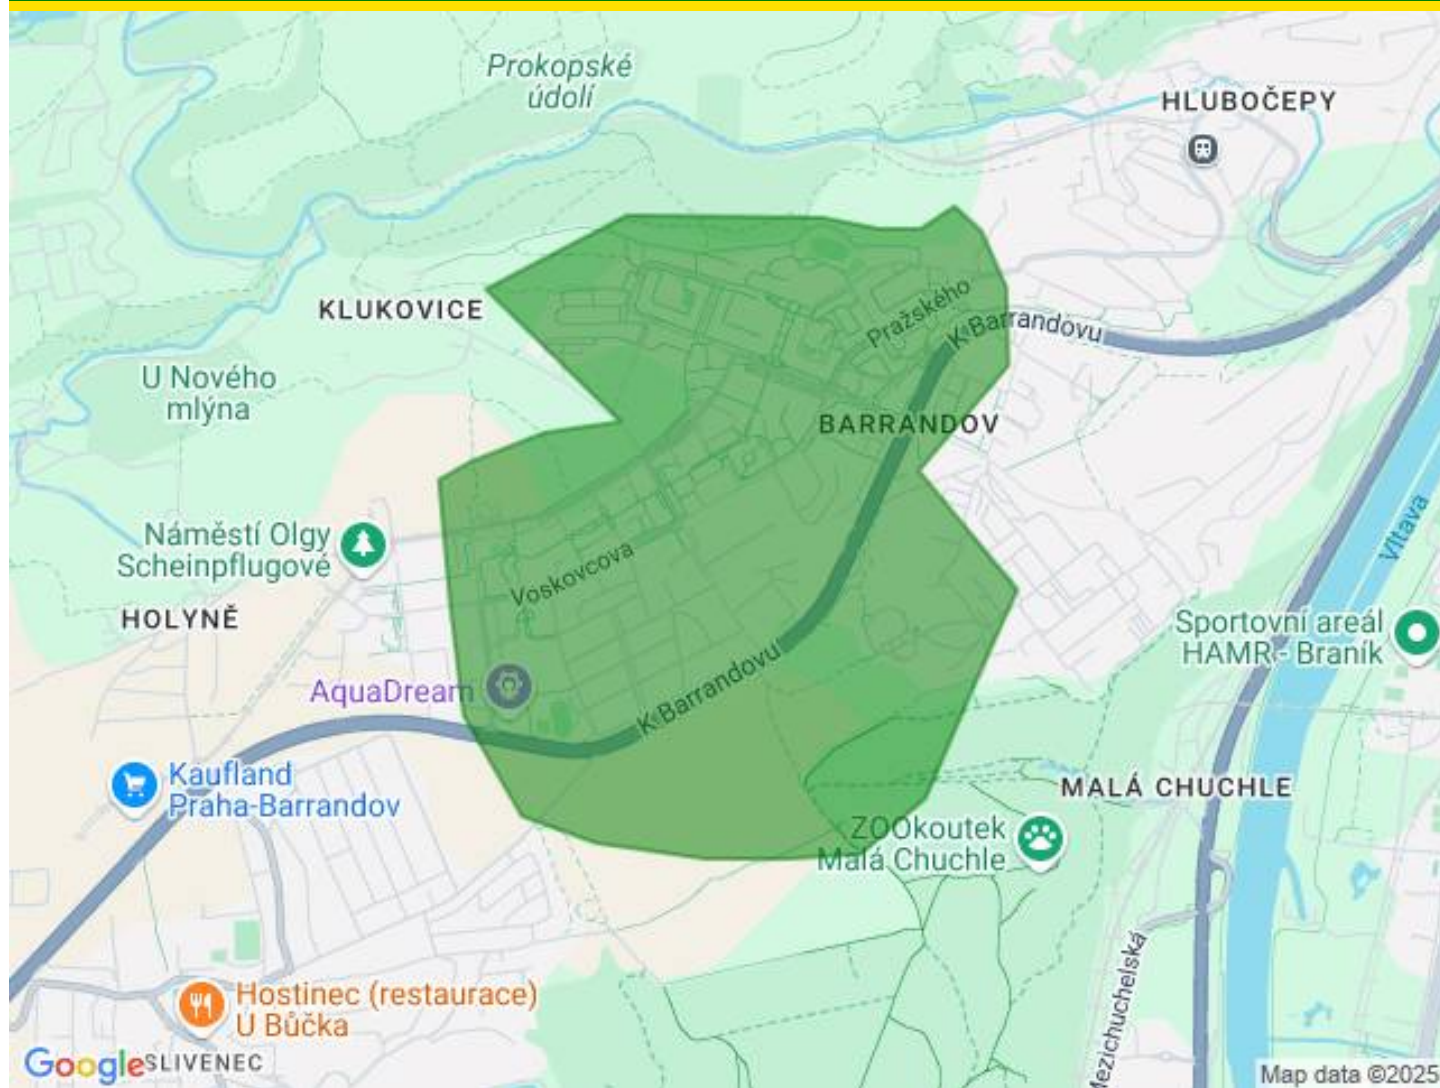 Prokopské
údolí
HLUBOČEPY
Pražského
K Barrandovu
KLUKOVICE
U Nového
mlýna
BARRANDOV
Vltava
Náměstí Olgy
Scheinpflugové
Voskovcova
HOLYNĚ
Sportovní areál
HAMR - Braník
AquaDream
K Barrandovu
Kaufland
Praha-Barrandov
MALÁ CHUCHLE
ZOOkoutek
Malá Chuchle
Mezichuchelská
Hostinec (restaurace)
U Bůčka
Google
SLIVENEC
Map data ©2025